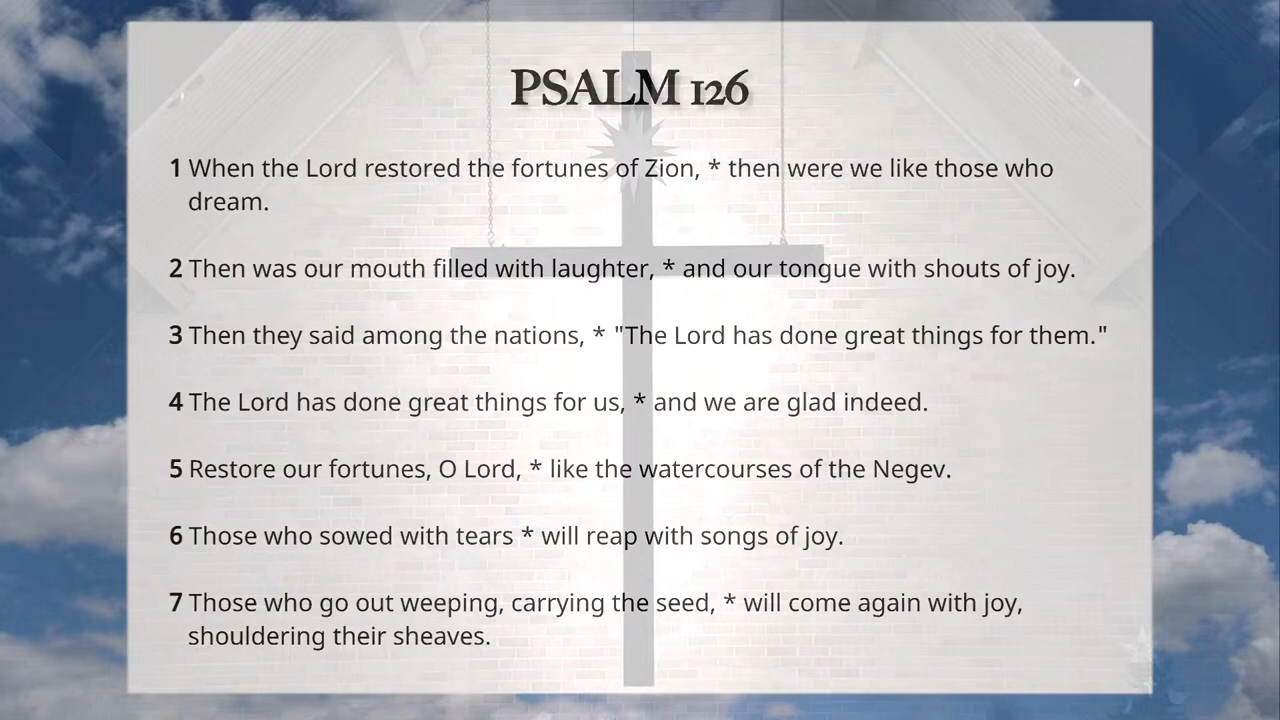 PSALM 126
1 When the Lord restored the fortunes of Zion, * then were we like those who
dream.
2 Then was our mouth filled with laughter, * and our tongue with shouts of joy.
3 Then they said among the nations, * "The Lord has done great things for them."
4 The Lord has done great things for us, * and we are glad indeed.
5 Restore our fortunes, O Lord, * like the watercourses of the Negev.
6 Those who sowed with tears * will reap with songs of joy.
7 Those who go out weeping, carrying the seed, * will come again with joy,
shouldering their sheaves.